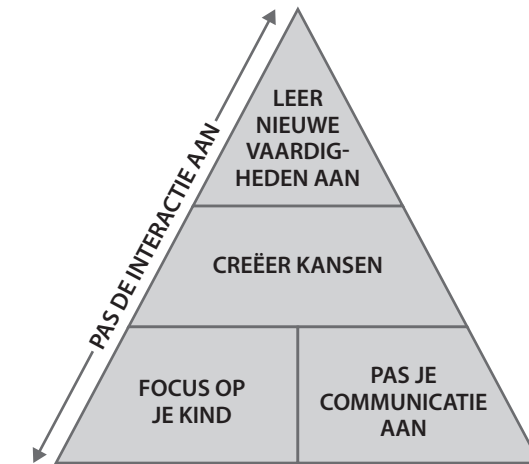 PAS DE INTERACTIE AAN
LEER
NIEUWE
VAARDIG-
HEDEN AAN
CREËER KANSEN
FOCUS OP
JE KIND
PAS JE
COMMUNICATIE
AAN